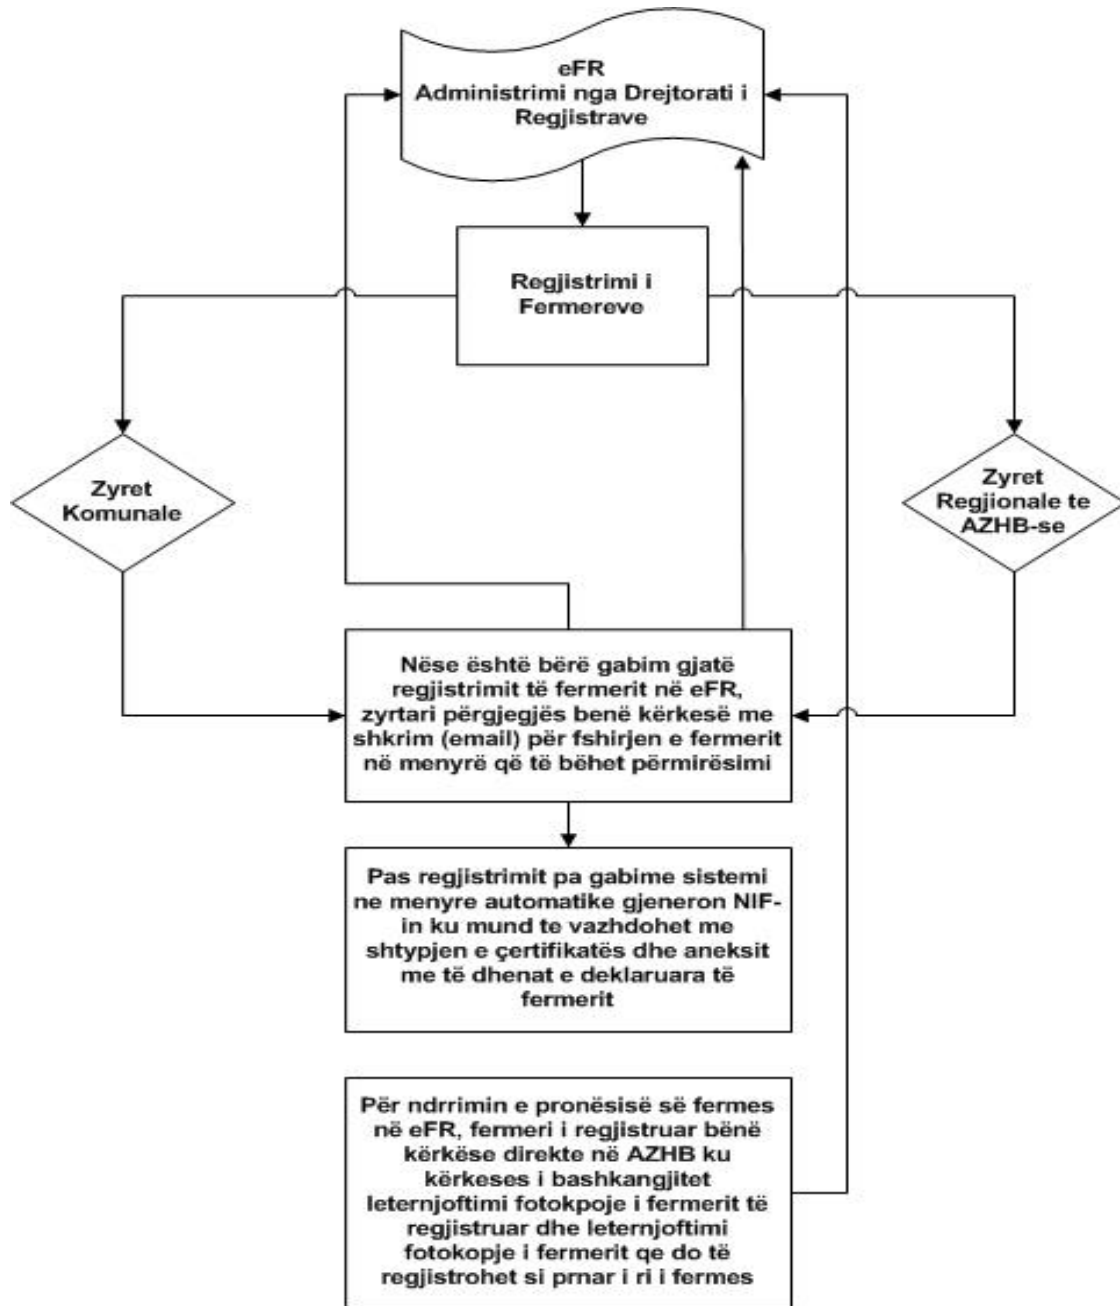 eFR
Administrimi nga Drejtorati i
Regjistrave
Regjistrimi i
Fermereve
Zyret
Komunale
Zyret
Regjionale te
AZHB-se
Nëse është bërë gabim gjatë
regjistrimit të fermerit në eFR,
zyrtari përgjegjës benë kërkesë me
shkrim (email) për fshirjen e fermerit
në menyrë që të bëhet përmirësimi
Pas regjistrimit pa gabime sistemi
ne menyre automatike gjeneron NIF-
in ku mund te vazhdohet me
shtypjen e çertifikatës dhe aneksit
me të dhenat e deklaruara të
fermerit
Për ndrrimin e pronësisë së fermes
në eFR, fermeri i regjistruar bënë
kërkëse direkte në AZHB ku
kërkeses i bashkangjitet
leternjoftimi fotokpoje i fermerit të
regjistruar dhe leternjoftimi
fotokopje i fermerit qe do të
regjistrohet si prnar i ri i fermes